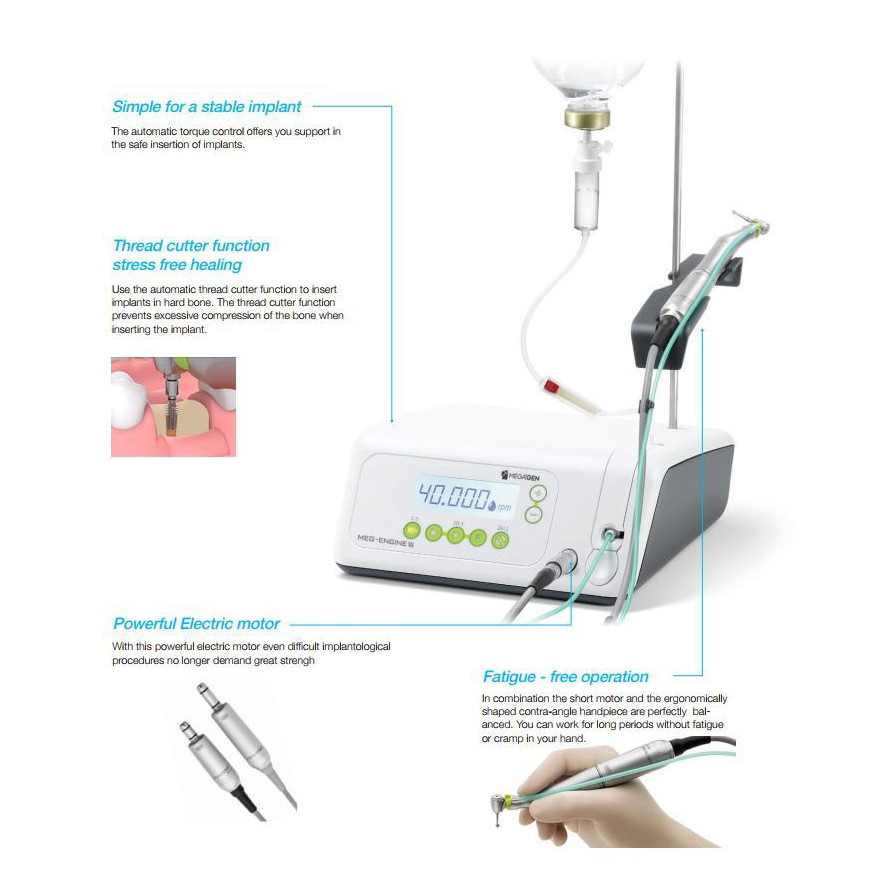 Simple for a stable implant
The automatic torque control offers you support in
the safe insertion of implants.
Thread cutter function
stress free healing
Use the automatic thread cutter function to insert
implants in hard bone. The thread cutter function
prevents excessive compression of the bone when
inserting the implant.
MEGAGEN
40.000 rpm
MEG-ENGINE III
Powerful Electric motor
With this powerful electric motor even difficult implantological
procedures no longer demand great strengh
Fatigue - free operation
In combination the short motor and the ergonomically
shaped contra-angle handpiece are perfectly bal-
anced. You can work for long periods without fatigue
or cramp in your hand.